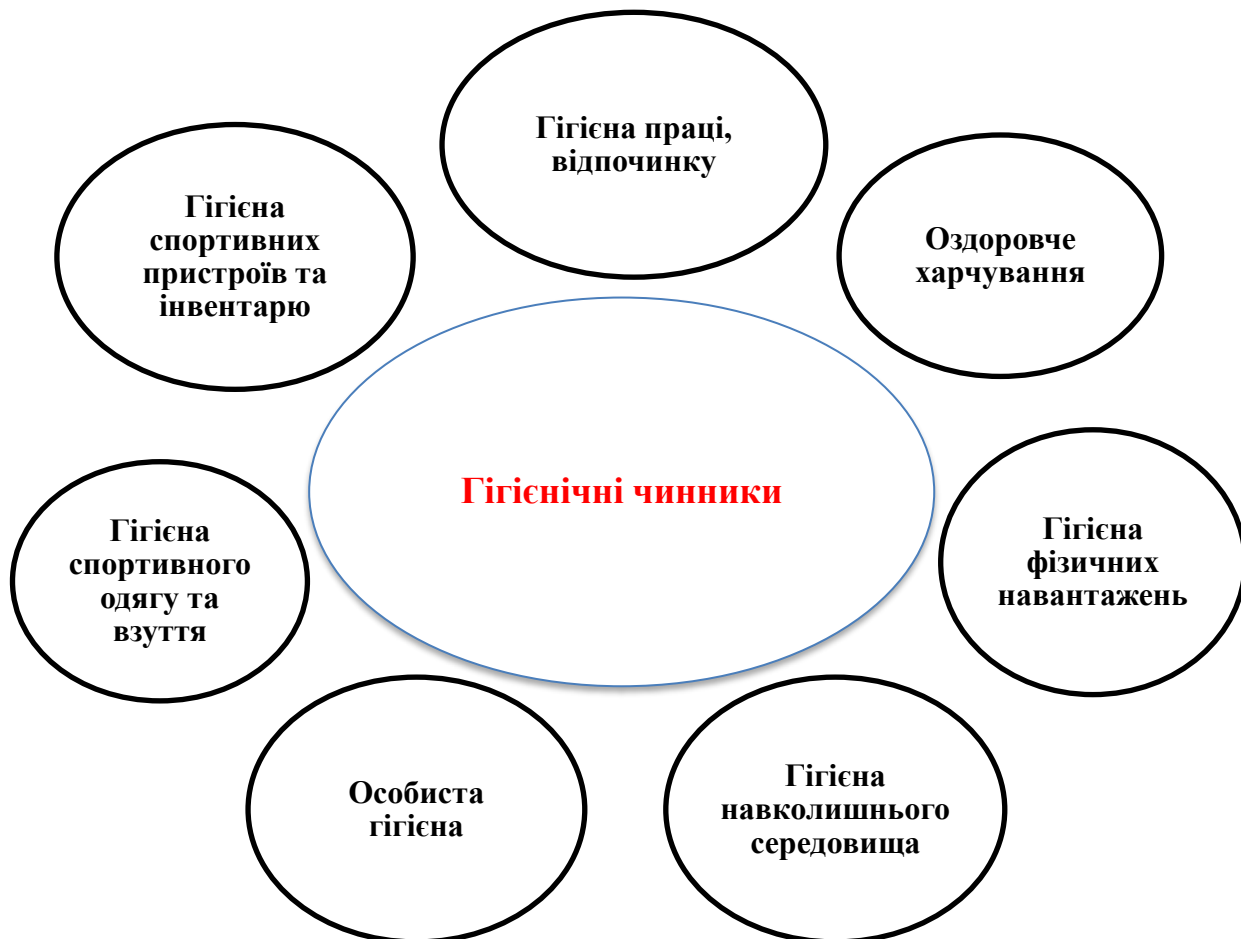 Гігієна праці,
відпочинку
Гігієна
спортивних
пристроїв та
інвентарю
Оздоровче
харчування
Гігієнічні чинники
Гігієна
спортивного
одягу та
взуття
Гігієна
фізичних
навантажень
Особиста
гігієна
Гігієна
навколишнього
середовища